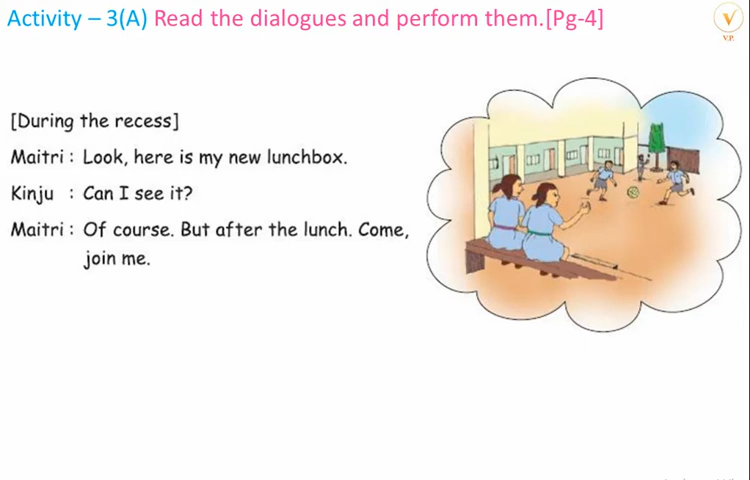 Activity – 3(A) Read the dialogues and perform them.[Pg-4]
V.P.
[During the recess]
Maitri : Look, here is my new lunchbox.
Kinju : Can I see it?
Maitri : Of course. But after the lunch. Come,
join me.